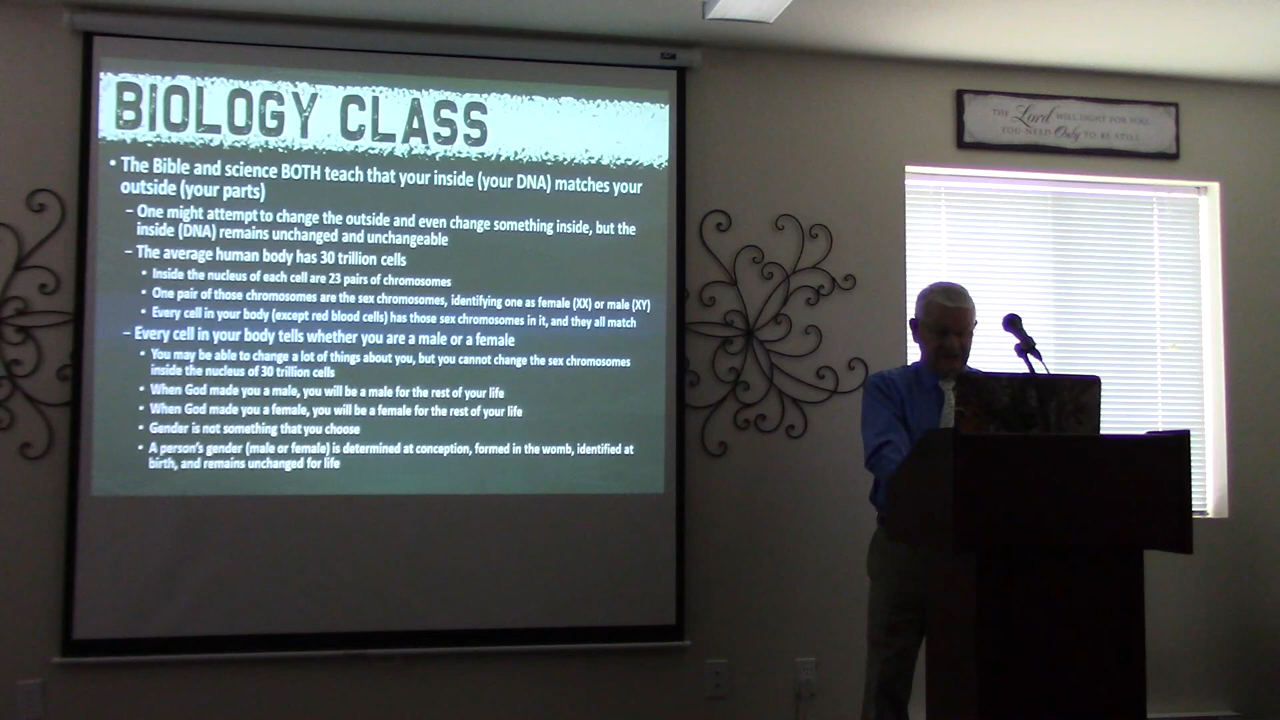 BIOLOGY CLASS
• The Bible and science BOTH teach that your inside (your DNA) matches your
outside (your parts)
– One might attempt to change the outside and even change something inside, but the
inside (DNA) remains unchanged and unchangeable
– The average human body has 30 trillion cells
• Inside the nucleus of each cell are 23 pairs of chromosomes
• One pair of those chromosomes are the sex chromosomes, identifying one as female (XX) or male (XY)
• Every cell in your body (except red blood cells) has those sex chromosomes in it, and they all match
– Every cell in your body tells whether you are a male or a female
• You may be able to change a lot of things about you, but you cannot change the sex chromosomes
inside the nucleus of 30 trillion cells
• When God made you a male, you will be a male for the rest of your life
• When God made you a female, you will be a female for the rest of your life
• Gender is not something that you choose
• A person's gender (male or female) is determined at conception, formed in the womb, identified at
birth, and remains unchanged for life
THE Lord WILL FIGHT FOR YOU
YOU NEED Only TO BE STILL